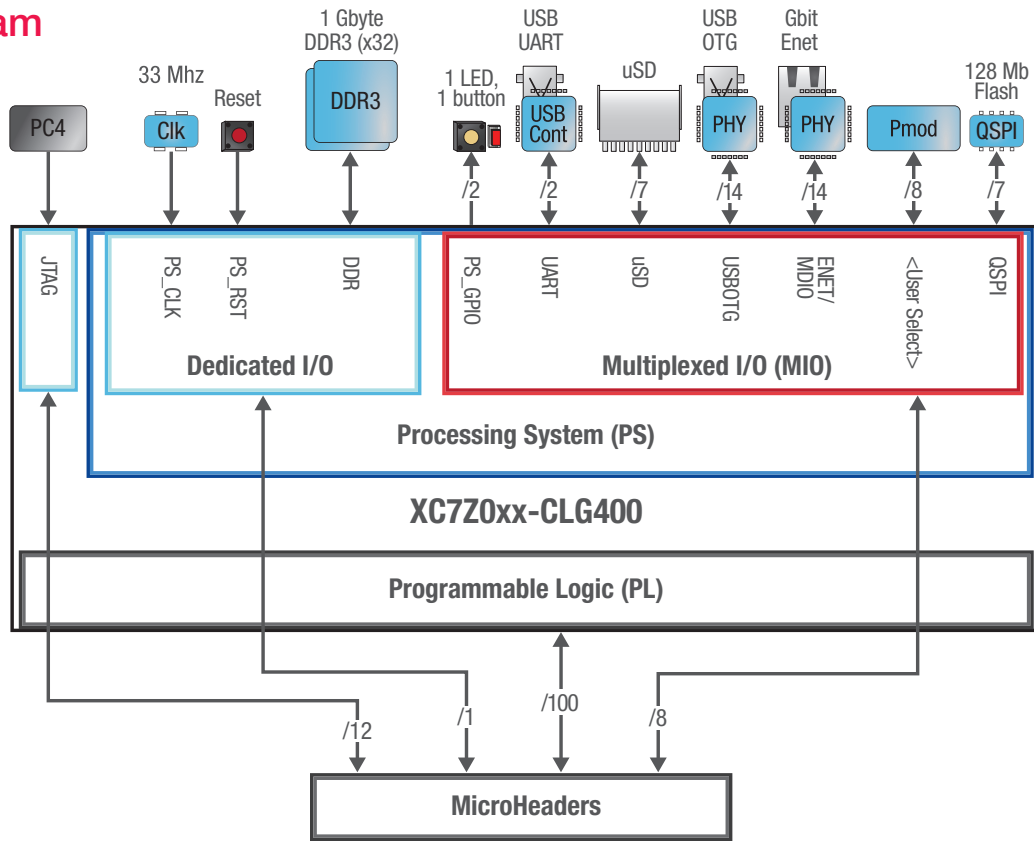 am
1 Gbyte
DDR3 (x32)
33 Mhz
Reset
1 LED,
1 button
USB
UART
uSD
USB
OTG
Gbit
Enet
128 Mb
Flash
PC4
Clk
DDR3
USB
Cont
PHY
PHY
Pmod
QSPI
/2
/2
/7
/14
/14
/8
/7
JTAG
PS_CLK
PS_RST
DDR
PS_GPIO
UART
uSD
USBOTG
ENET/
MDIO
<User Select>
QSPI
Dedicated I/O
Multiplexed I/O (MIO)
Processing System (PS)
XC7Z0xx-CLG400
Programmable Logic (PL)
/12
/1
/100
/8
MicroHeaders